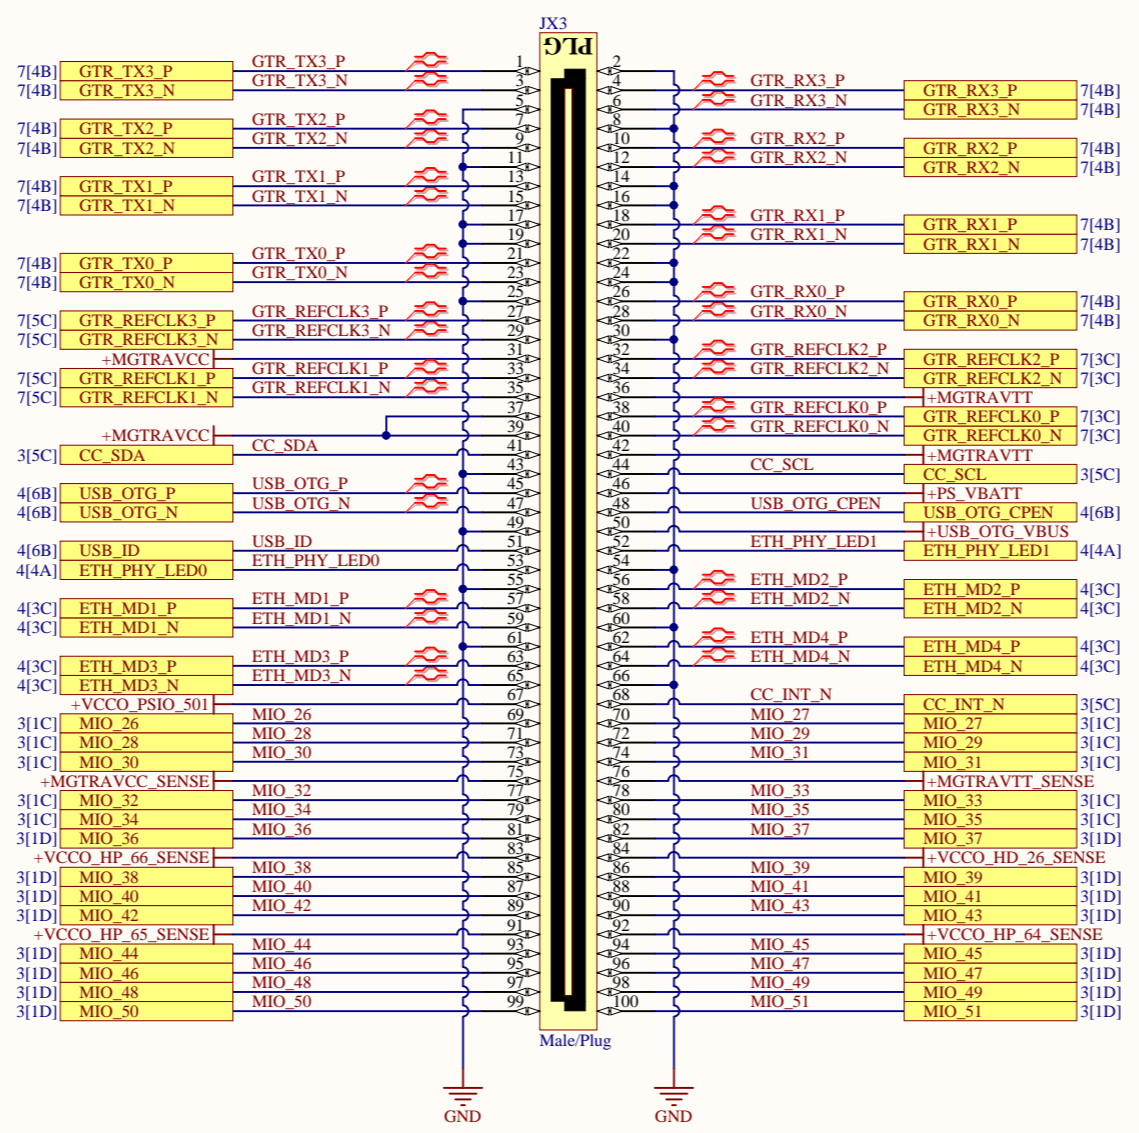 JX3
PLG
7[4B] GTR_TX3_P GTR_TX3_P 1 2
7[4B] GTR_TX3_N GTR_TX3_N 3 4 GTR_RX3_P GTR_RX3_P 7[4B]
5 6 GTR_RX3_N GTR_RX3_N 7[4B]
7[4B] GTR_TX2_P GTR_TX2_P 7 8
7[4B] GTR_TX2_N GTR_TX2_N 9 10 GTR_RX2_P GTR_RX2_P 7[4B]
11 12 GTR_RX2_N GTR_RX2_N 7[4B]
7[4B] GTR_TX1_P GTR_TX1_P 13 14
7[4B] GTR_TX1_N GTR_TX1_N 15 16
17 18 GTR_RX1_P GTR_RX1_P 7[4B]
19 20 GTR_RX1_N GTR_RX1_N 7[4B]
7[4B] GTR_TX0_P GTR_TX0_P 21 22
7[4B] GTR_TX0_N GTR_TX0_N 23 24
25 26 GTR_RX0_P GTR_RX0_P 7[4B]
7[5C] GTR_REFCLK3_P GTR_REFCLK3_P 27 28 GTR_RX0_N GTR_RX0_N 7[4B]
7[5C] GTR_REFCLK3_N GTR_REFCLK3_N 29 30
+MGTRAVCC 31 32 GTR_REFCLK2_P GTR_REFCLK2_P 7[3C]
7[5C] GTR_REFCLK1_P GTR_REFCLK1_P 33 34 GTR_REFCLK2_N GTR_REFCLK2_N 7[3C]
7[5C] GTR_REFCLK1_N GTR_REFCLK1_N 35 36 +MGTRAVTT
37 38 GTR_REFCLK0_P GTR_REFCLK0_P 7[3C]
+MGTRAVCC 39 40 GTR_REFCLK0_N GTR_REFCLK0_N 7[3C]
3[5C] CC_SDA CC_SDA 41 42 +MGTRAVTT
43 44 CC_SCL CC_SCL 3[5C]
4[6B] USB_OTG_P USB_OTG_P 45 46 +PS_VBATT
4[6B] USB_OTG_N USB_OTG_N 47 48 USB_OTG_CPEN USB_OTG_CPEN 4[6B]
49 50 +USB_OTG_VBUS
4[6B] USB_ID USB_ID 51 52 ETH_PHY_LED1 ETH_PHY_LED1 4[4A]
4[4A] ETH_PHY_LED0 ETH_PHY_LED0 53 54
55 56 ETH_MD2_P ETH_MD2_P 4[3C]
4[3C] ETH_MD1_P ETH_MD1_P 57 58 ETH_MD2_N ETH_MD2_N 4[3C]
4[3C] ETH_MD1_N ETH_MD1_N 59 60
61 62 ETH_MD4_P ETH_MD4_P 4[3C]
4[3C] ETH_MD3_P ETH_MD3_P 63 64 ETH_MD4_N ETH_MD4_N 4[3C]
4[3C] ETH_MD3_N ETH_MD3_N 65 66
+VCCO_PSIO_501 67 68 CC_INT_N CC_INT_N 3[5C]
3[1C] MIO_26 MIO_26 69 70 MIO_27 MIO_27 3[1C]
3[1C] MIO_28 MIO_28 71 72 MIO_29 MIO_29 3[1C]
3[1C] MIO_30 MIO_30 73 74 MIO_31 MIO_31 3[1C]
+MGTRAVCC_SENSE 75 76 +MGTRAVTT_SENSE
3[1C] MIO_32 MIO_32 77 78 MIO_33 MIO_33 3[1C]
3[1C] MIO_34 MIO_34 79 80 MIO_35 MIO_35 3[1C]
3[1D] MIO_36 MIO_36 81 82 MIO_37 MIO_37 3[1D]
+VCCO_HP_66_SENSE 83 84 +VCCO_HD_26_SENSE
3[1D] MIO_38 MIO_38 85 86 MIO_39 MIO_39 3[1D]
3[1D] MIO_40 MIO_40 87 88 MIO_41 MIO_41 3[1D]
3[1D] MIO_42 MIO_42 89 90 MIO_43 MIO_43 3[1D]
+VCCO_HP_65_SENSE 91 92 +VCCO_HP_64_SENSE
3[1D] MIO_44 MIO_44 93 94 MIO_45 MIO_45 3[1D]
3[1D] MIO_46 MIO_46 95 96 MIO_47 MIO_47 3[1D]
3[1D] MIO_48 MIO_48 97 98 MIO_49 MIO_49 3[1D]
3[1D] MIO_50 MIO_50 99 100 MIO_51 MIO_51 3[1D]
Male/Plug
GND GND